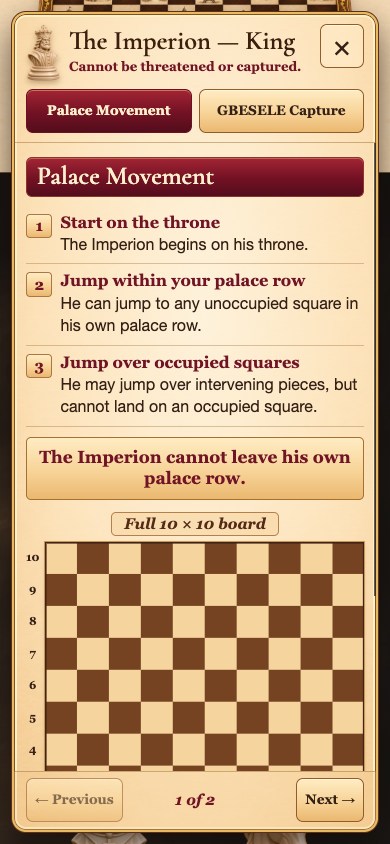 The Imperion — King
Cannot be threatened or captured.
×
Palace Movement
GBESELE Capture
Palace Movement
1
Start on the throne
The Imperion begins on his throne.
2
Jump within your palace row
He can jump to any unoccupied square in
his own palace row.
3
Jump over occupied squares
He may jump over intervening pieces, but
cannot land on an occupied square.
The Imperion cannot leave his own
palace row.
Full 10 × 10 board
10
9
8
7
6
5
4
← Previous
1 of 2
Next →